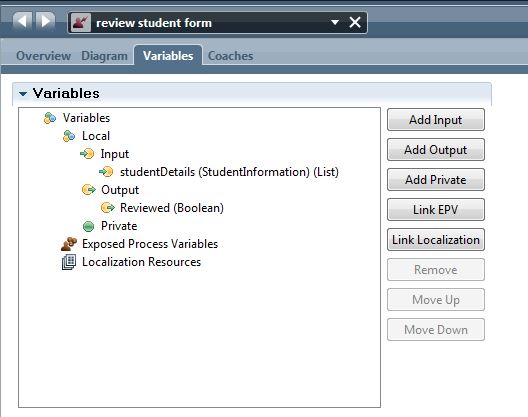 review student form
Overview Diagram Variables Coaches
Variables
Variables
Local
Input
studentDetails (StudentInformation) (List)
Output
Reviewed (Boolean)
Private
Exposed Process Variables
Localization Resources
Add Input
Add Output
Add Private
Link EPV
Link Localization
Remove
Move Up
Move Down